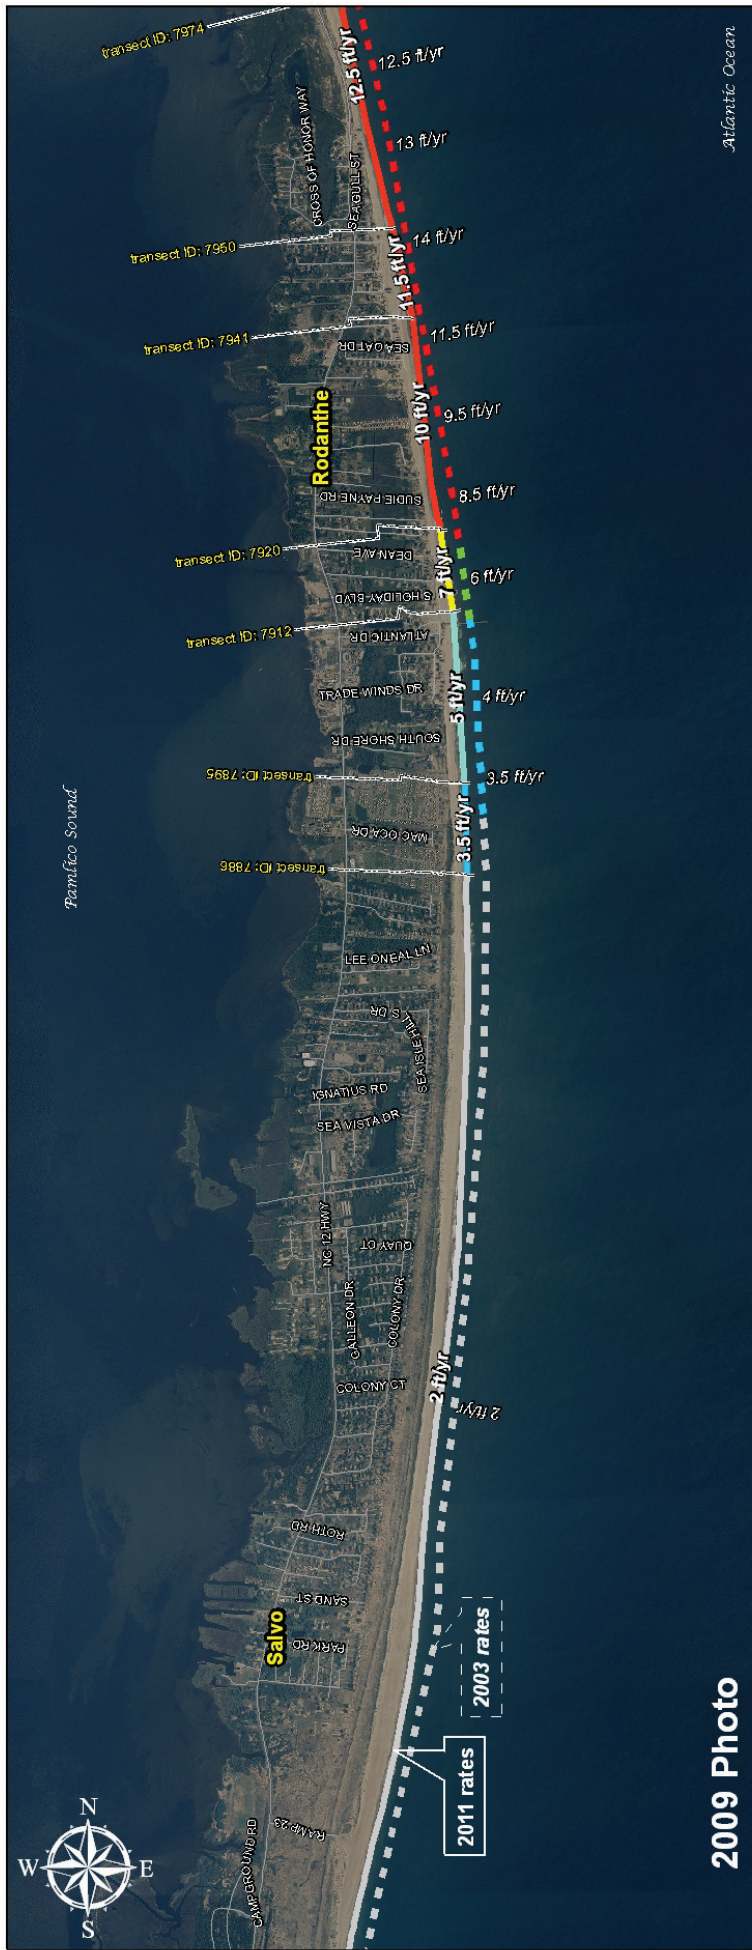 transect ID: 7974
12.5 ft/yr
12.5 ft/yr
Atlantic Ocean
CROSS OF HONOR WAY
SEA GULL ST
13 ft/yr
transect ID: 7950
14 ft/yr
11.5 ft/yr
transect ID: 7941
SEA OAT DR
11.5 ft/yr
Rodanthe
10 ft/yr
9.5 ft/yr
SUDIE PAYNE RD
8.5 ft/yr
transect ID: 7920
DEAN AVE
7 ft/yr
6 ft/yr
S HOLIDAY BLVD
transect ID: 7912
ATLANTIC DR
TRADE WINDS DR
5 ft/yr
4 ft/yr
SOUTH SHORE DR
transect ID: 7895
3.5 ft/yr
3.5 ft/yr
MAC OCA DR
Pamlico Sound
transect ID: 7886
LEE ONEAL LN
SEA ISLE HILLS DR
IGNATIUS RD
SEA VISTA DR
NC 12 HWY
QUAY CT
GALLEON DR
COLONY DR
COLONY CT
2 ft/yr
2 ft/yr
ROTH RD
SAND ST
Salvo
PARK RD
2003 rates
2011 rates
RAMP 23
CAMPGROUND RD
N
W
E
S
2009 Photo